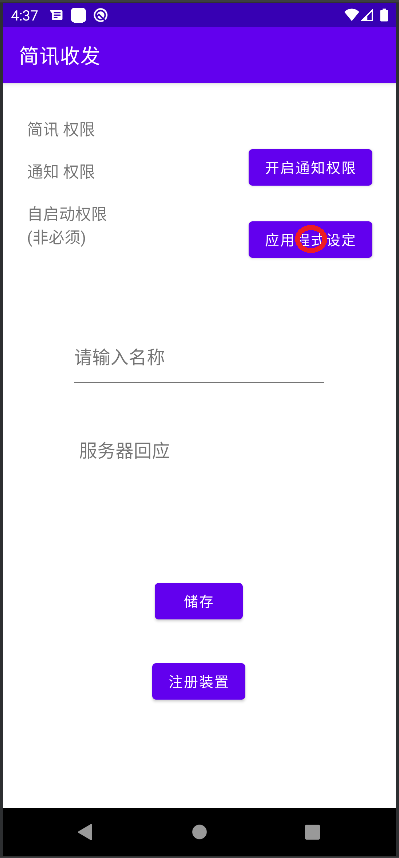 4:37
简讯收发
简讯 权限
通知 权限
开启通知权限
自启动权限
(非必须)
应用程式设定
请输入名称
服务器回应
储存
注册装置